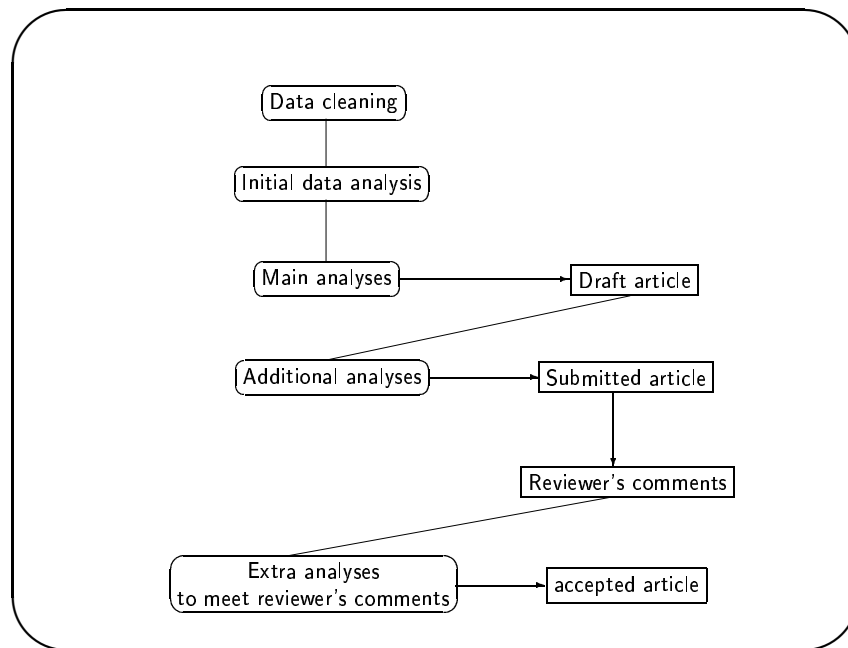 Data cleaning
Initial data analysis
Main analyses
Draft article
Additional analyses
Submitted article
Reviewer's comments
Extra analyses
to meet reviewer's comments
accepted article